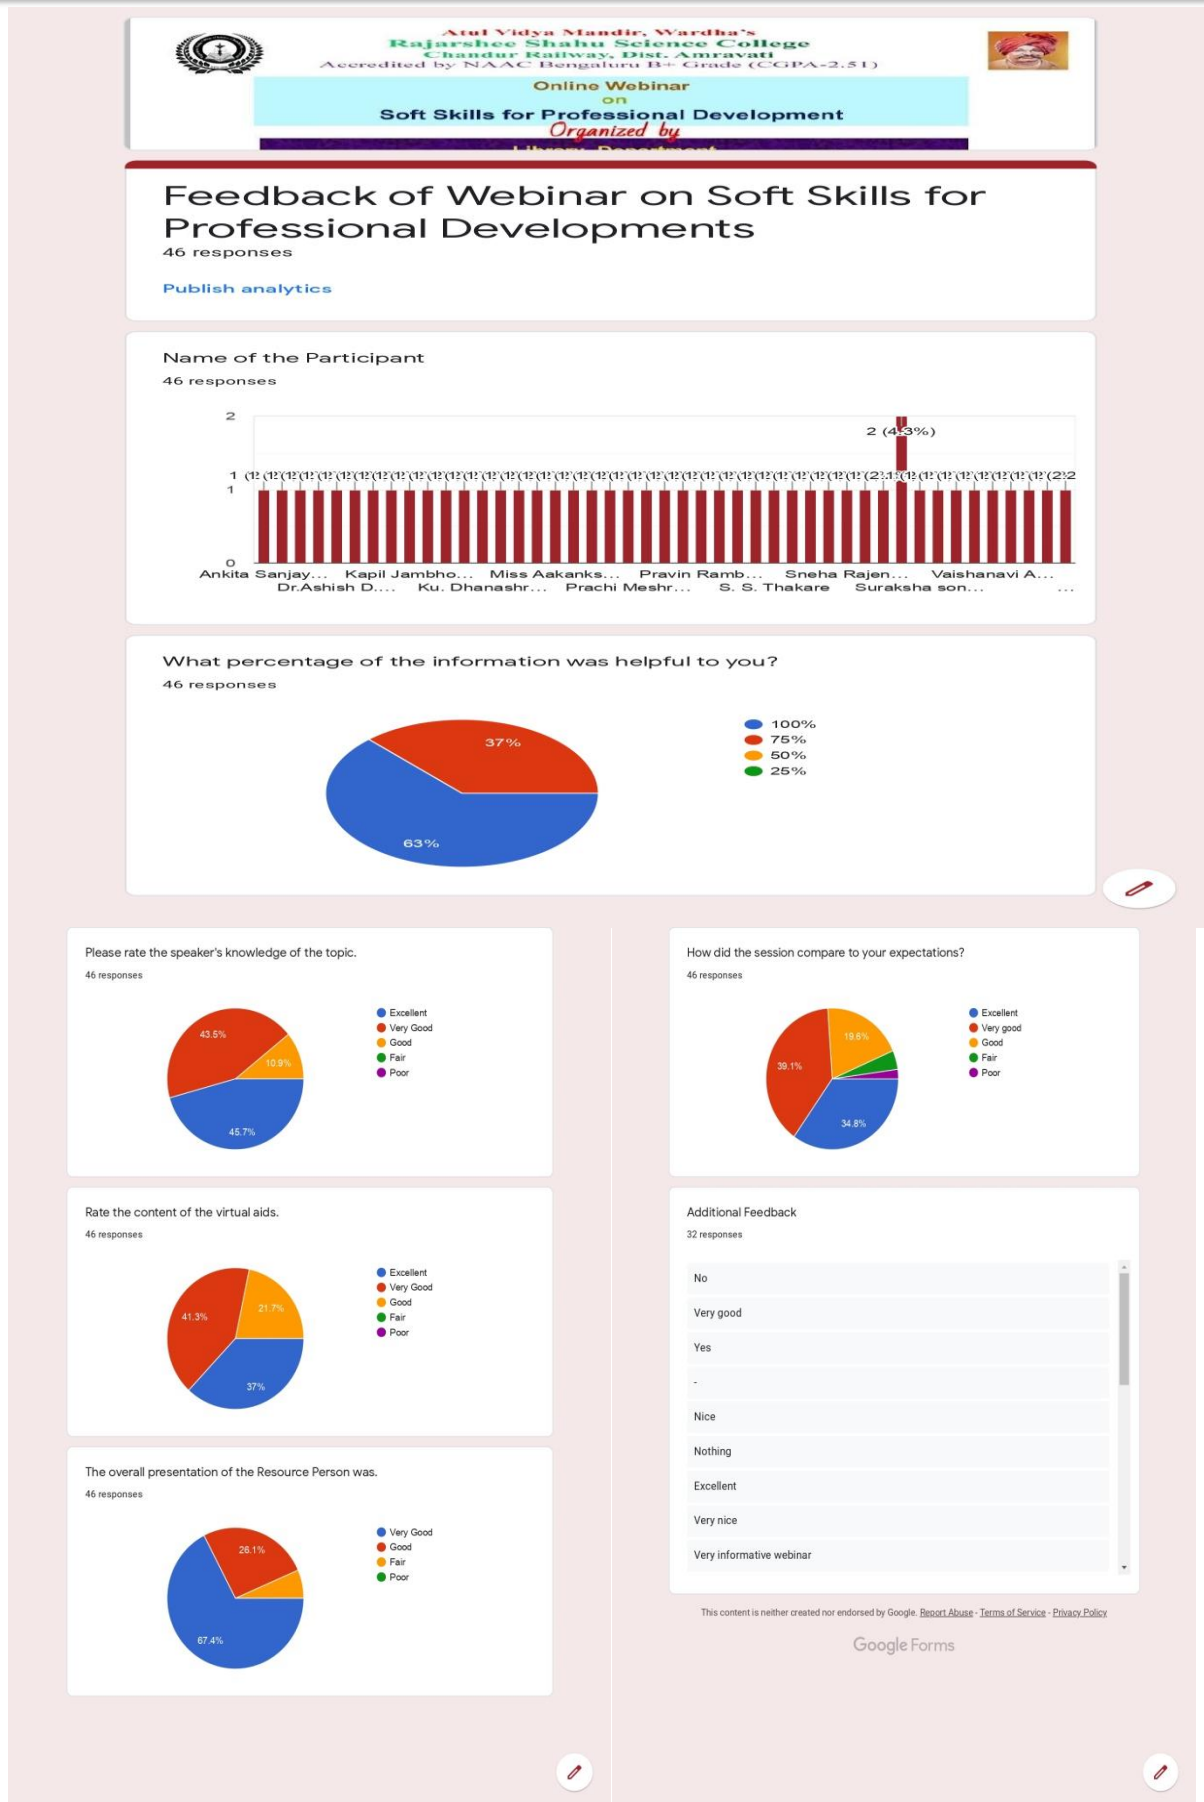 Atul Vidya Mandir, Wardha's
Rajarshee Shahu Science College
Chandur Railway, Dist. Amravati
Accredited by NAAC Bengaluru B+ Grade (CGPA-2.51)
Online Webinar
on
Soft Skills for Professional Development
Organized by
Library Department
Feedback of Webinar on Soft Skills for
Professional Developments
46 responses
Publish analytics
Name of the Participant
46 responses
2
2 (4.3%)
1
0
Ankita Sanjay... Kapil Jambho... Miss Aakanks... Pravin Ramb... Sneha Rajen... Vaishanavi A...
Dr.Ashish D.... Ku. Dhanashr... Prachi Meshr... S. S. Thakare Suraksha son... ...
What percentage of the information was helpful to you?
46 responses
37%
63%
100%
75%
50%
25%
Please rate the speaker's knowledge of the topic.
46 responses
43.5%
10.9%
45.7%
Excellent
Very Good
Good
Fair
Poor
Rate the content of the virtual aids.
46 responses
41.3%
21.7%
37%
Excellent
Very Good
Good
Fair
Poor
The overall presentation of the Resource Person was.
46 responses
26.1%
67.4%
Very Good
Good
Fair
Poor
How did the session compare to your expectations?
46 responses
19.6%
39.1%
34.8%
Excellent
Very good
Good
Fair
Poor
Additional Feedback
32 responses
No
Very good
Yes
-
Nice
Nothing
Excellent
Very nice
Very informative webinar
This content is neither created nor endorsed by Google. Report Abuse - Terms of Service - Privacy Policy
Google Forms